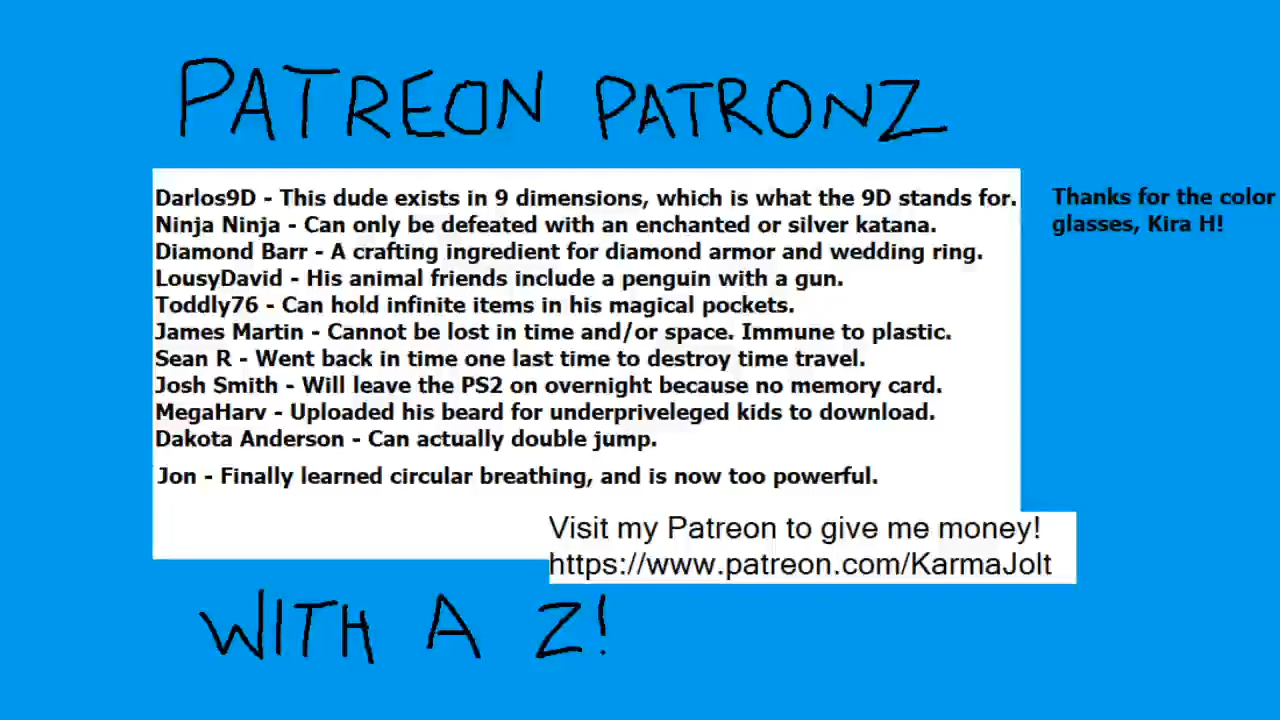 PATREON PATRONZ
Darlos9D - This dude exists in 9 dimensions, which is what the 9D stands for.
Ninja Ninja - Can only be defeated with an enchanted or silver katana.
Diamond Barr - A crafting ingredient for diamond armor and wedding ring.
LousyDavid - His animal friends include a penguin with a gun.
Toddly76 - Can hold infinite items in his magical pockets.
James Martin - Cannot be lost in time and/or space. Immune to plastic.
Sean R - Went back in time one last time to destroy time travel.
Josh Smith - Will leave the PS2 on overnight because no memory card.
MegaHarv - Uploaded his beard for underpriveleged kids to download.
Dakota Anderson - Can actually double jump.
Jon - Finally learned circular breathing, and is now too powerful.
Thanks for the color
glasses, Kira H!
Visit my Patreon to give me money!
https://www.patreon.com/KarmaJolt
WITH A Z!